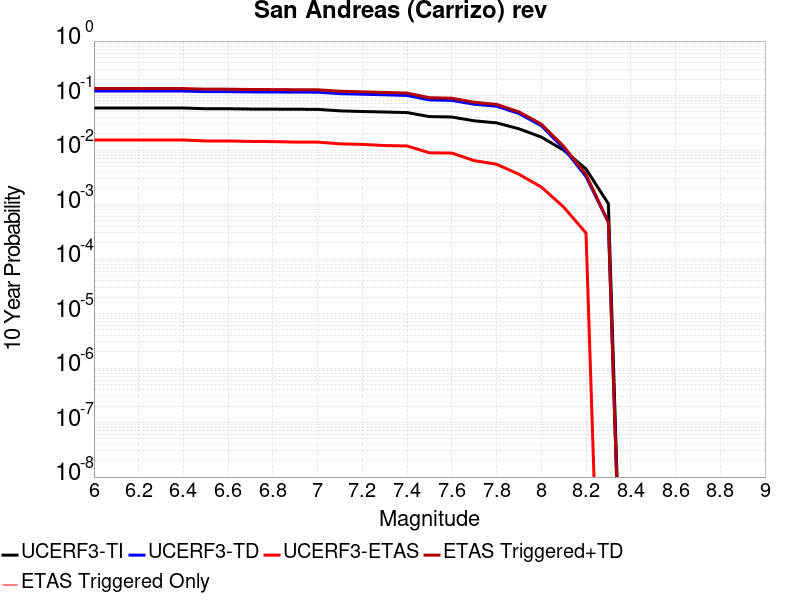 San Andreas (Carrizo) rev
10 0
10 -1
10 -2
10 -3
10 -4
10 -5
10 -6
10 -7
10 -8
10 Year Probability
6 6.2 6.4 6.6 6.8 7 7.2 7.4 7.6 7.8 8 8.2 8.4 8.6 8.8 9
Magnitude
UCERF3-TI UCERF3-TD UCERF3-ETAS ETAS Triggered+TD
ETAS Triggered Only